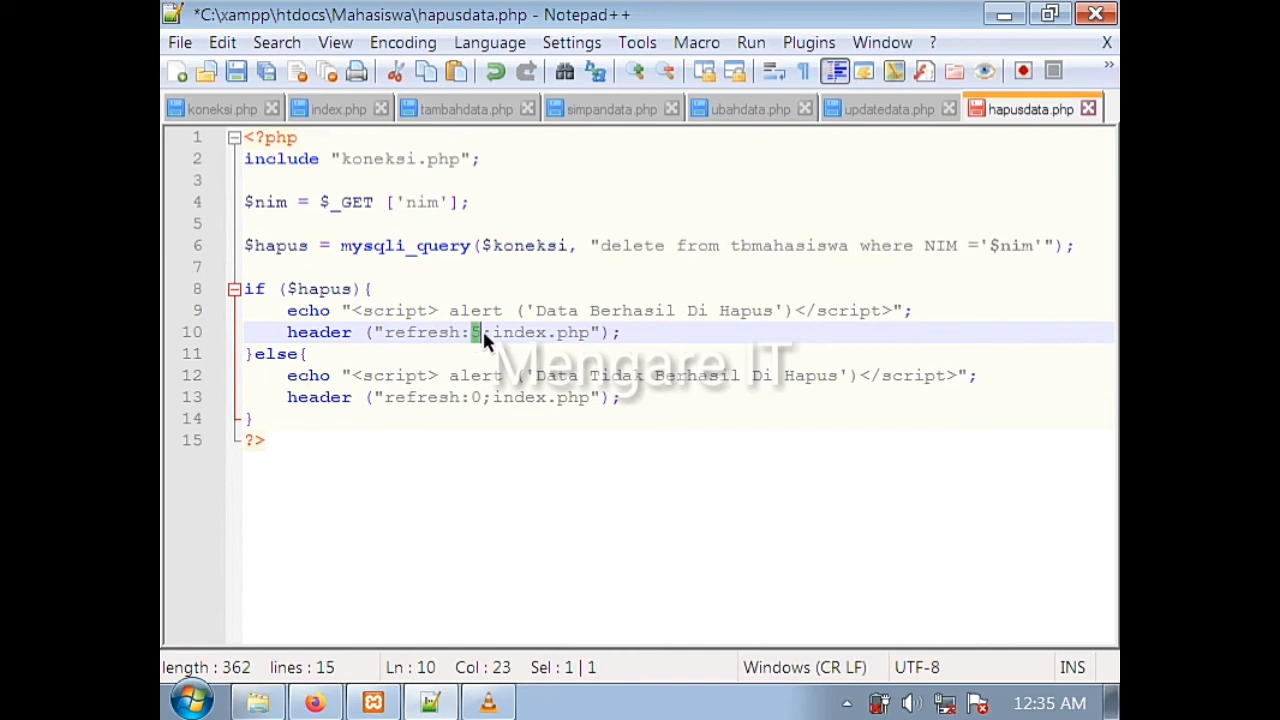 *C:\xampp\htdocs\Mahasiswa\hapusdata.php - Notepad++
File Edit Search View Encoding Language Settings Tools Macro Run Plugins Window ? X
koneksi.php index.php tambahdata.php simpandata.php ubahdata.php updatedata.php hapusdata.php
1 <?php
2 include "koneksi.php";
3
4 $nim = $_GET ['nim'];
5
6 $hapus = mysqli_query($koneksi, "delete from tbmahasiswa where NIM ='$nim'");
7
8 if ($hapus){
9 echo "<script> alert ('Data Berhasil Di Hapus')</script>";
10 header ("refresh:5;index.php");
11 }else{
12 echo "<script> alert ('Data Tidak Berhasil Di Hapus')</script>";
13 header ("refresh:0;index.php");
14 }
15 ?>
Mengare IT
length : 362 lines : 15 Ln : 10 Col : 23 Sel : 1 | 1 Windows (CR LF) UTF-8 INS
12:35 AM